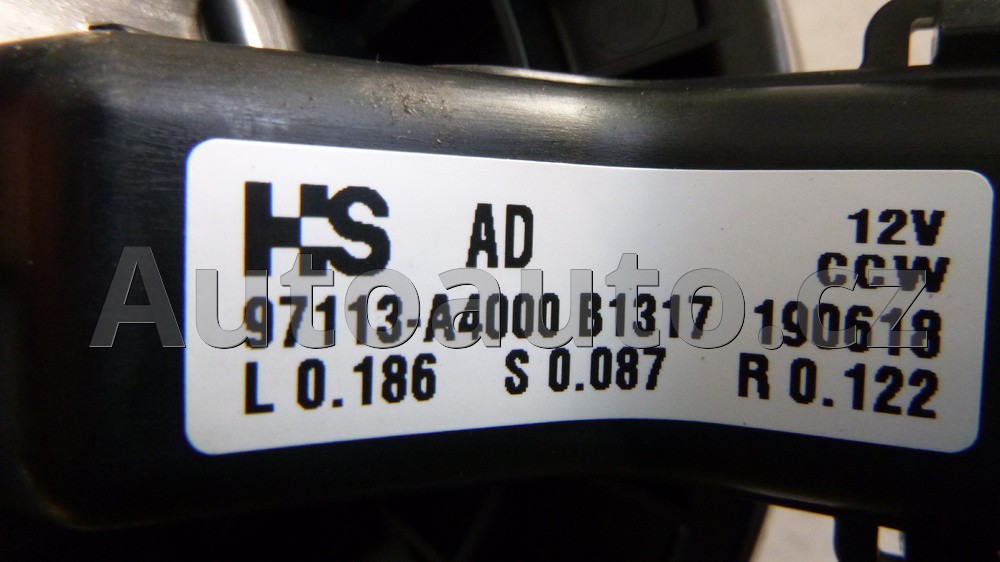 HS AD 12V
CCW
97113-A4000 B1317 190618
L 0.186 S 0.087 R 0.122
Autoauto.cz